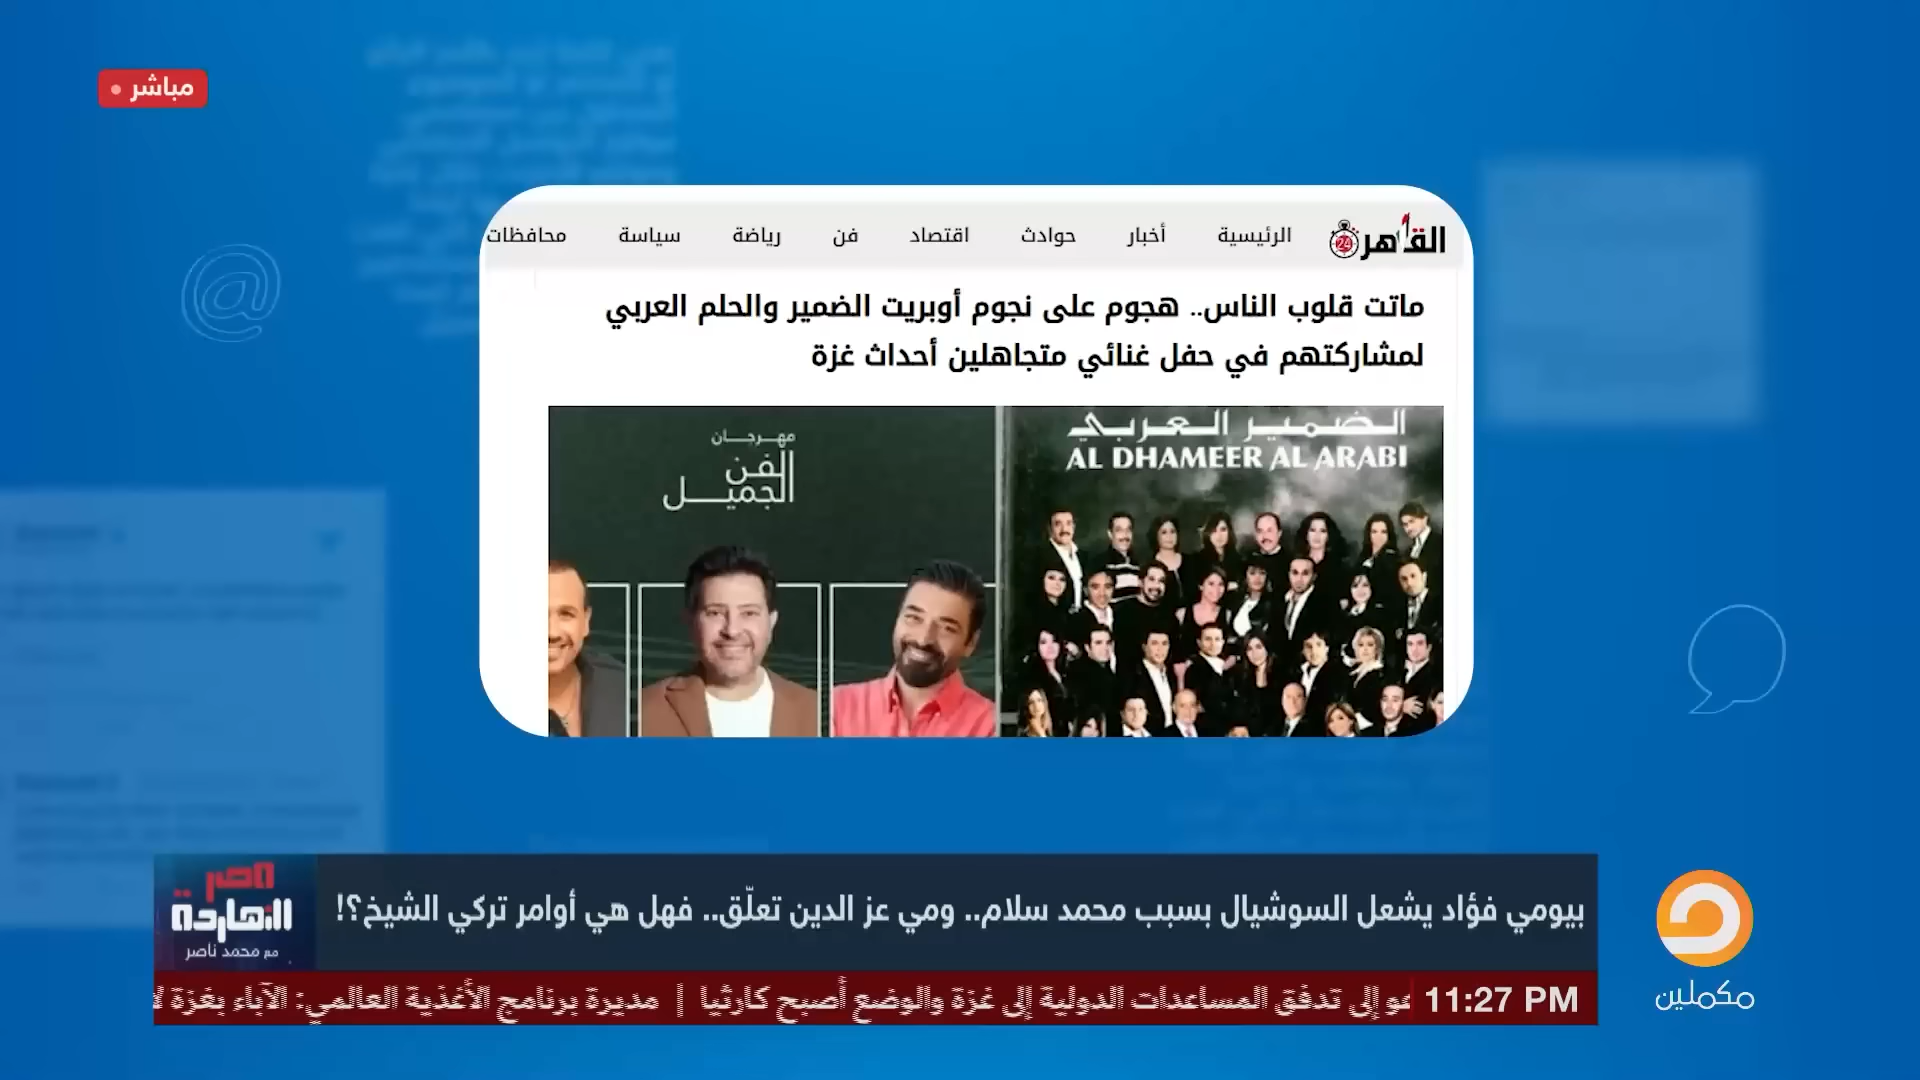 مباشر
القاهرة 24
الرئيسية أخبار حوادث اقتصاد فن رياضة سياسة محافظات
ماتت قلوب الناس.. هجوم على نجوم أوبريت الضمير والحلم العربي
لمشاركتهم في حفل غنائي متجاهلين أحداث غزة
مهرجان
الفن
الجميل
الضمير العربي
AL DHAMEER AL ARABI
مصر
النهاردة
مع محمد ناصر
بيومي فؤاد يشعل السوشيال بسبب محمد سلام.. ومي عز الدين تعلّق.. فهل هي أوامر تركي الشيخ؟!
عو إلى تدفق المساعدات الدولية إلى غزة والوضع أصبح كارثيا | مديرة برنامج الأغذية العالمي: الآباء بغزة لا
11:27 PM
مكملين